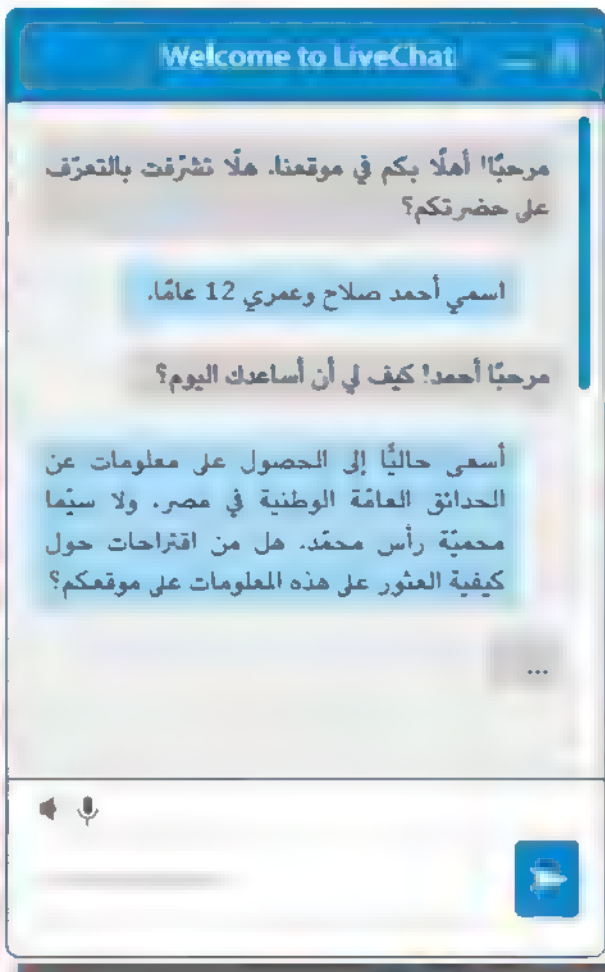 Welcome to LiveChat
مرحبًا! أهلًا بكم في موقعنا. هلّا تشرّفت بالتعرّف
على حضرتكم؟
اسمي أحمد صلاح وعمري 12 عامًا.
مرحبًا أحمد! كيف لي أن أساعدك اليوم؟
أسعى حاليًّا إلى الحصول على معلومات عن
الحدائق العامّة الوطنية في مصر، ولا سيّما
محميّة رأس محمّد. هل من اقتراحات حول
كيفية العثور على هذه المعلومات على موقعكم؟
...